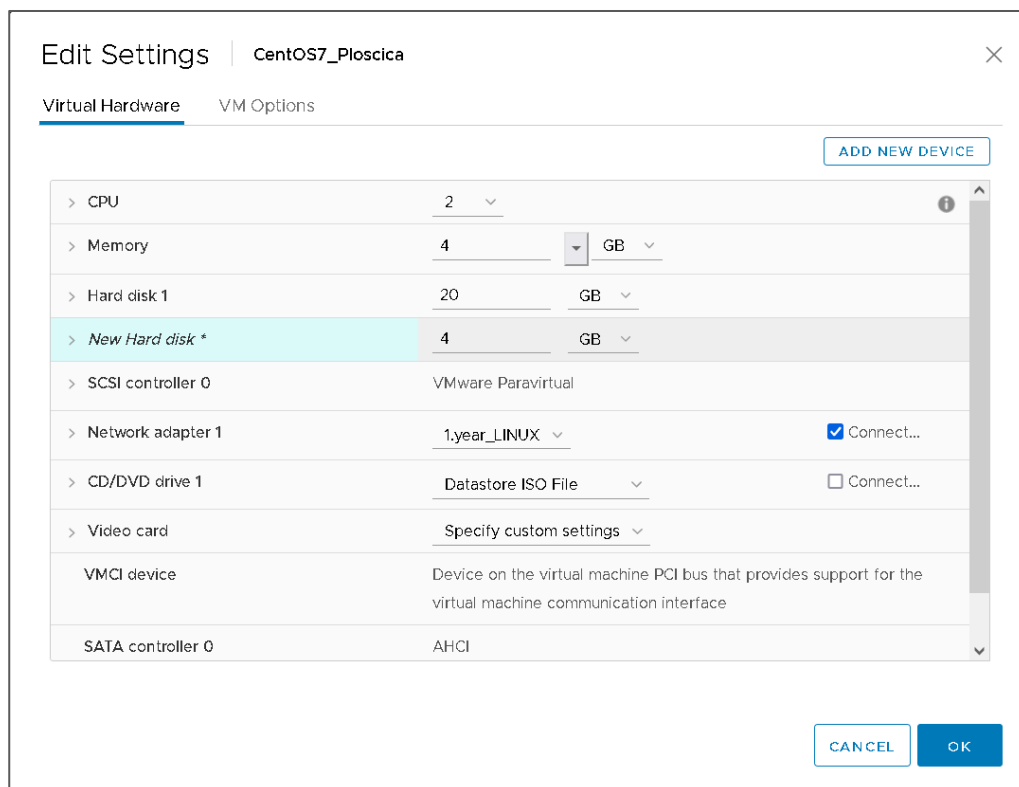 Edit Settings CentOS7_Ploscica
Virtual Hardware VM Options
ADD NEW DEVICE
CPU 2
Memory 4 GB
Hard disk 1 20 GB
New Hard disk * 4 GB
SCSI controller 0 VMware Paravirtual
Network adapter 1 1.year_LINUX Connect...
CD/DVD drive 1 Datastore ISO File Connect...
Video card Specify custom settings
VMCI device Device on the virtual machine PCI bus that provides support for the
virtual machine communication interface
SATA controller 0 AHCI
CANCEL OK